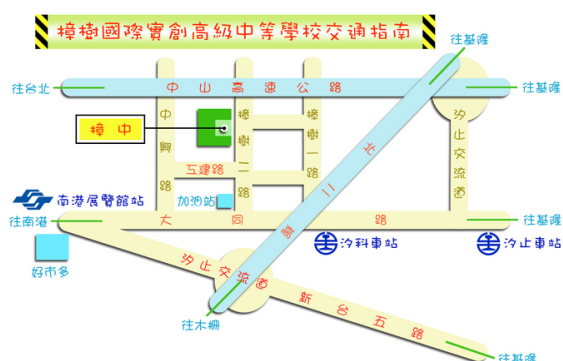 樟樹國際實創高級中等學校交通指南
往基隆
往台北
中山高速公路
往基隆
中興路
樟樹二路
樟樹一路
汐止交流道
樟中
北二高
互建路
南港展覽館站
加油站
往南港
大同路
往基隆
汐科車站
汐止車站
好市多
汐止交流道
新台五路
往木柵
往基隆